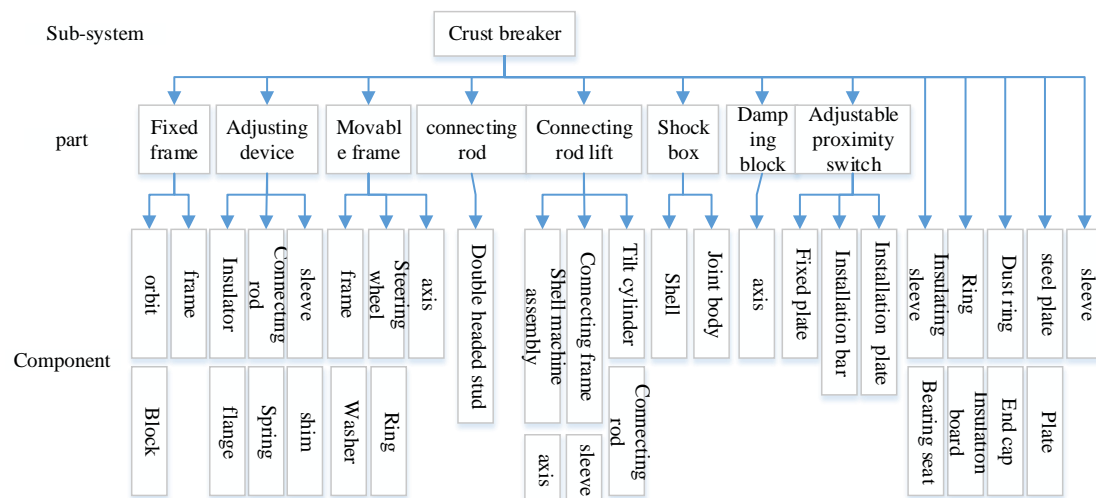 Sub-system
Crust breaker
part
Fixed
frame
Adjusting
device
Movabl
e frame
connecting
rod
Connecting
rod lift
Shock
box
Damp
ing
block
Adjustable
proximity
switch
Component
orbit
frame
Insulator
Connecting
rod
sleeve
frame
Steering
wheel
axis
Double headed stud
Shell machine
assembly
Connecting frame
Tilt cylinder
Shell
Joint body
axis
Fixed plate
Installation bar
Installation plate
Insulating
sleeve
Ring
Dust ring
steel plate
sleeve
Block
flange
Spring
shim
Washer
Ring
axis
sleeve
Connecting
rod
Bearing seat
Insulation
board
End cap
Plate